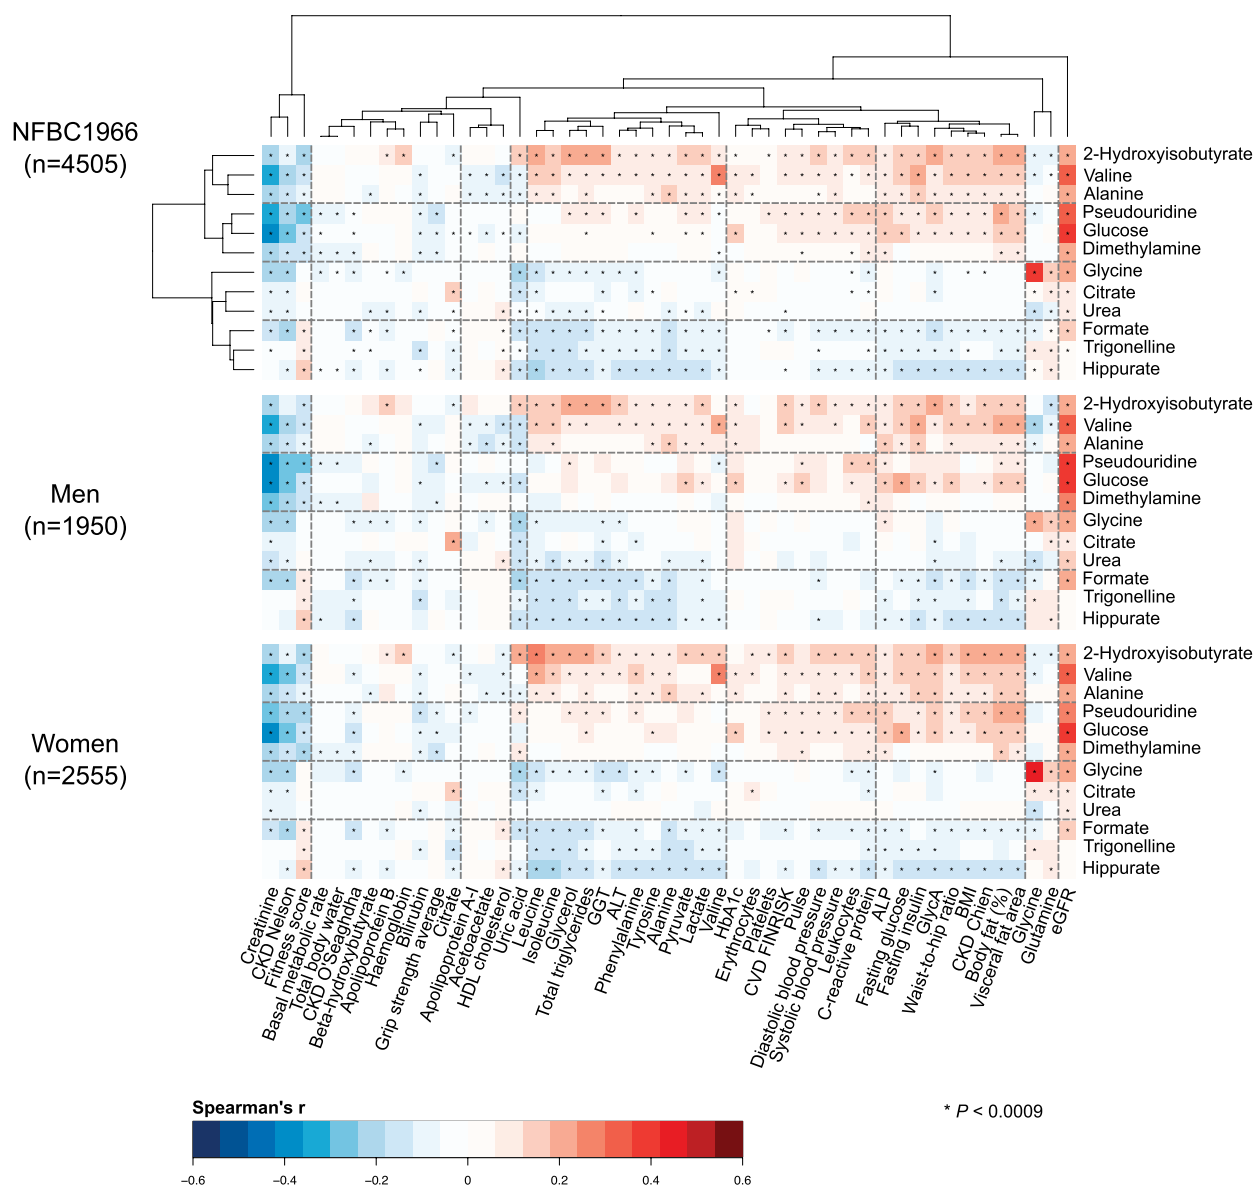 NFBC1966
(n=4505)
2-Hydroxyisobutyrate
Valine
Alanine
Pseudouridine
Glucose
Dimethylamine
Glycine
Citrate
Urea
Formate
Trigonelline
Hippurate
Men
(n=1950)
2-Hydroxyisobutyrate
Valine
Alanine
Pseudouridine
Glucose
Dimethylamine
Glycine
Citrate
Urea
Formate
Trigonelline
Hippurate
Women
(n=2555)
2-Hydroxyisobutyrate
Valine
Alanine
Pseudouridine
Glucose
Dimethylamine
Glycine
Citrate
Urea
Formate
Trigonelline
Hippurate
Creatinine
CKD Nelson
Fitness score
Basal metabolic rate
Total body water
CKD O'Seaghdha
Beta-hydroxybutyrate
Apolipoprotein B
Haemoglobin
Bilirubin
Grip strength average
Citrate
Apolipoprotein A-I
Acetoacetate
HDL cholesterol
Uric acid
Leucine
Isoleucine
Glycerol
Total triglycerides
GGT
ALT
Phenylalanine
Tyrosine
Alanine
Pyruvate
Lactate
Valine
HbA1c
Erythrocytes
Platelets
CVD FINRISK
Pulse
Diastolic blood pressure
Systolic blood pressure
Leukocytes
C-reactive protein
ALP
Fasting glucose
Fasting insulin
GlycA
Waist-to-hip ratio
BMI
CKD Chien
Body fat (%)
Visceral fat area
Glycine
Glutamine
eGFR
Spearman's r
* P < 0.0009
−0.6 −0.4 −0.2 0 0.2 0.4 0.6